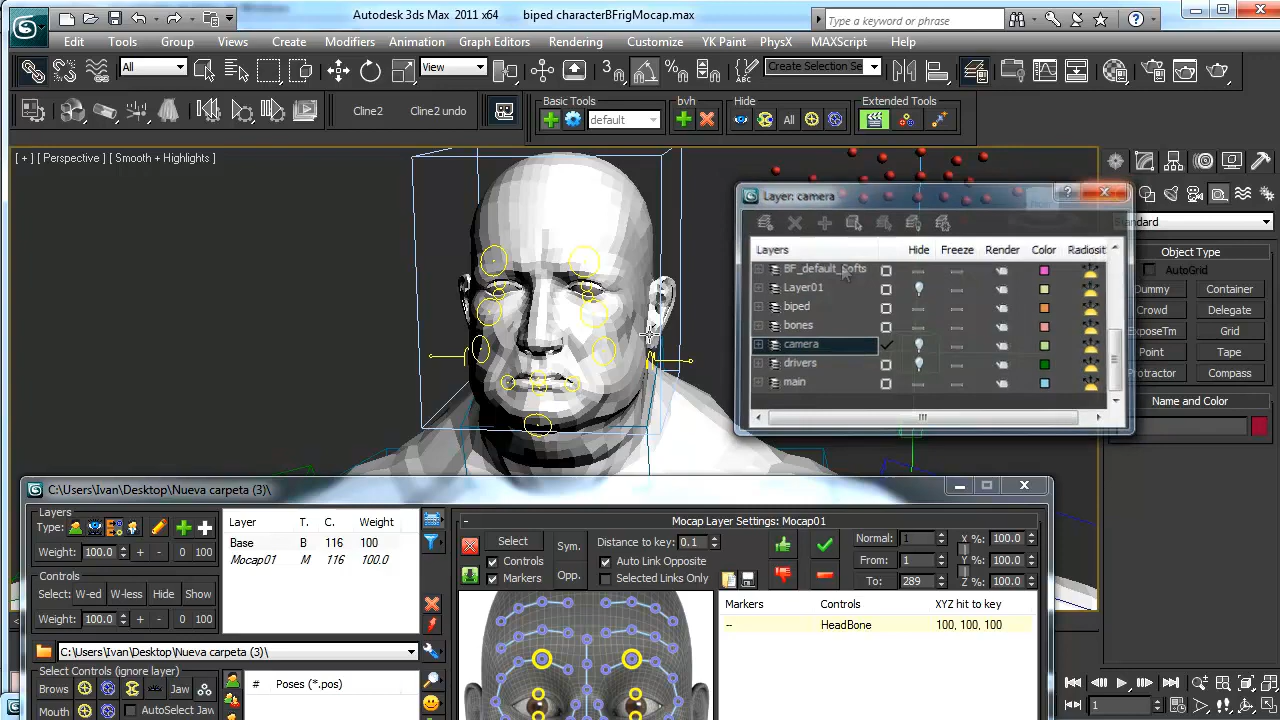 Autodesk 3ds Max 2011 x64 biped characterBFrigMocap.max
Type a keyword or phrase
Edit Tools Group Views Create Modifiers Animation Graph Editors Rendering Customize YK Paint PhysX MAXScript Help
All View Create Selection Se
Cline2 Cline2 undo
Basic Tools bvh Hide Extended Tools
default All
[ + ] [ Perspective ] [ Smooth + Highlights ]
Layer: camera
Layers Hide Freeze Render Color Radiosit
BF_default_Softs
Layer01
biped
bones
camera
drivers
main
Standard
Object Type
AutoGrid
Dummy Container
Crowd Delegate
ExposeTm Grid
Point Tape
Protractor Compass
Name and Color
C:\Users\Ivan\Desktop\Nueva carpeta (3)\
Layers
Type:
Weight: 100.0 + - 0 100
Controls
Select: W-ed W-less Hide Show
Weight: 100.0 + - 0 100
Layer T. C. Weight
Base B 116 100
Mocap01 M 116 100.0
C:\Users\Ivan\Desktop\Nueva carpeta (3)\
Select Controls (ignore layer)
Brows Jaw
Mouth AutoSelect Jaw
# Poses (*.pos)
- Mocap Layer Settings: Mocap01
Select Sym. Distance to key: 0.1 Normal: 1 X %: 100.0
Controls Auto Link Opposite From: 1 Y %: 100.0
Markers Opp. Selected Links Only To: 289 Z %: 100.0
Markers Controls XYZ hit to key
-- HeadBone 100, 100, 100
1